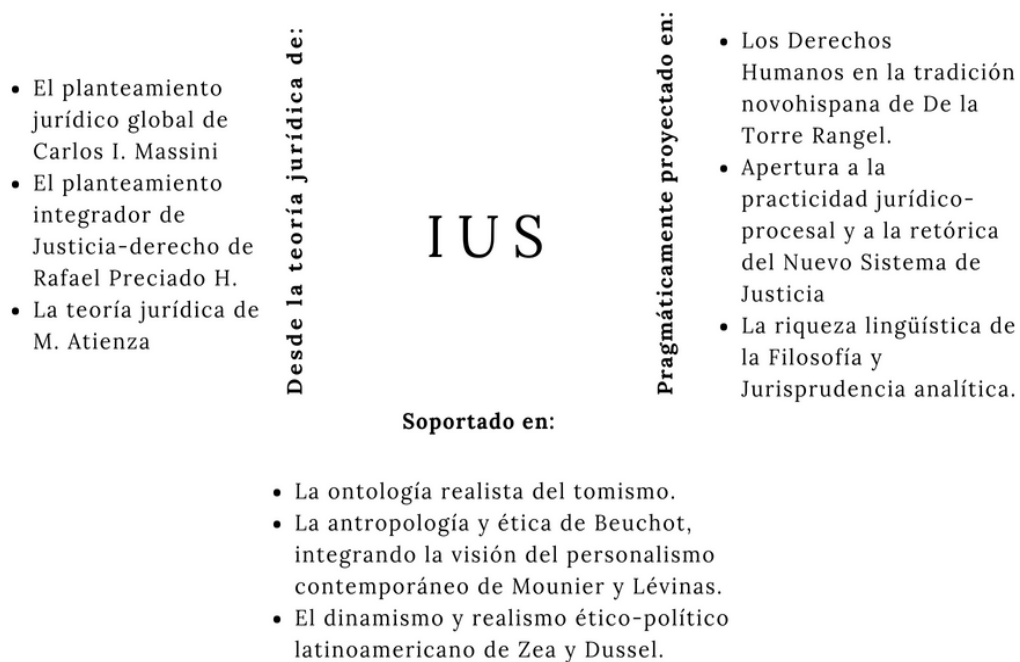 • El planteamiento
jurídico global de
Carlos I. Massini
• El planteamiento
integrador de
Justicia-derecho de
Rafael Preciado H.
• La teoría jurídica de
M. Atienza
Desde la teoría jurídica de:
IUS
Pragmáticamente proyectado en:
• Los Derechos
Humanos en la tradición
novohispana de De la
Torre Rangel.
• Apertura a la
practicidad jurídico-
procesal y a la retórica
del Nuevo Sistema de
Justicia
• La riqueza lingüística de
la Filosofía y
Jurisprudencia analítica.
Soportado en:
• La ontología realista del tomismo.
• La antropología y ética de Beuchot,
integrando la visión del personalismo
contemporáneo de Mounier y Lévinas.
• El dinamismo y realismo ético-político
latinoamericano de Zea y Dussel.